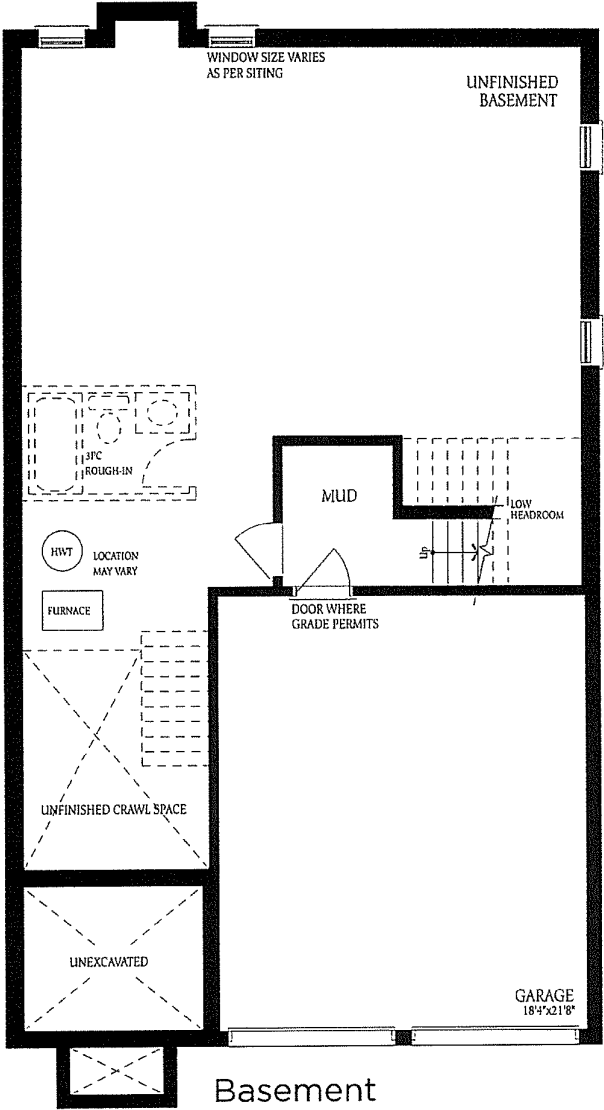 WINDOW SIZE VARIES
AS PER SITING
UNFINISHED
BASEMENT
3PC
ROUGH-IN
MUD
LOW
HEADROOM
UP
HWT
LOCATION
MAY VARY
FURNACE
DOOR WHERE
GRADE PERMITS
UNFINISHED CRAWL SPACE
UNEXCAVATED
GARAGE
18'4"x21'8"
Basement